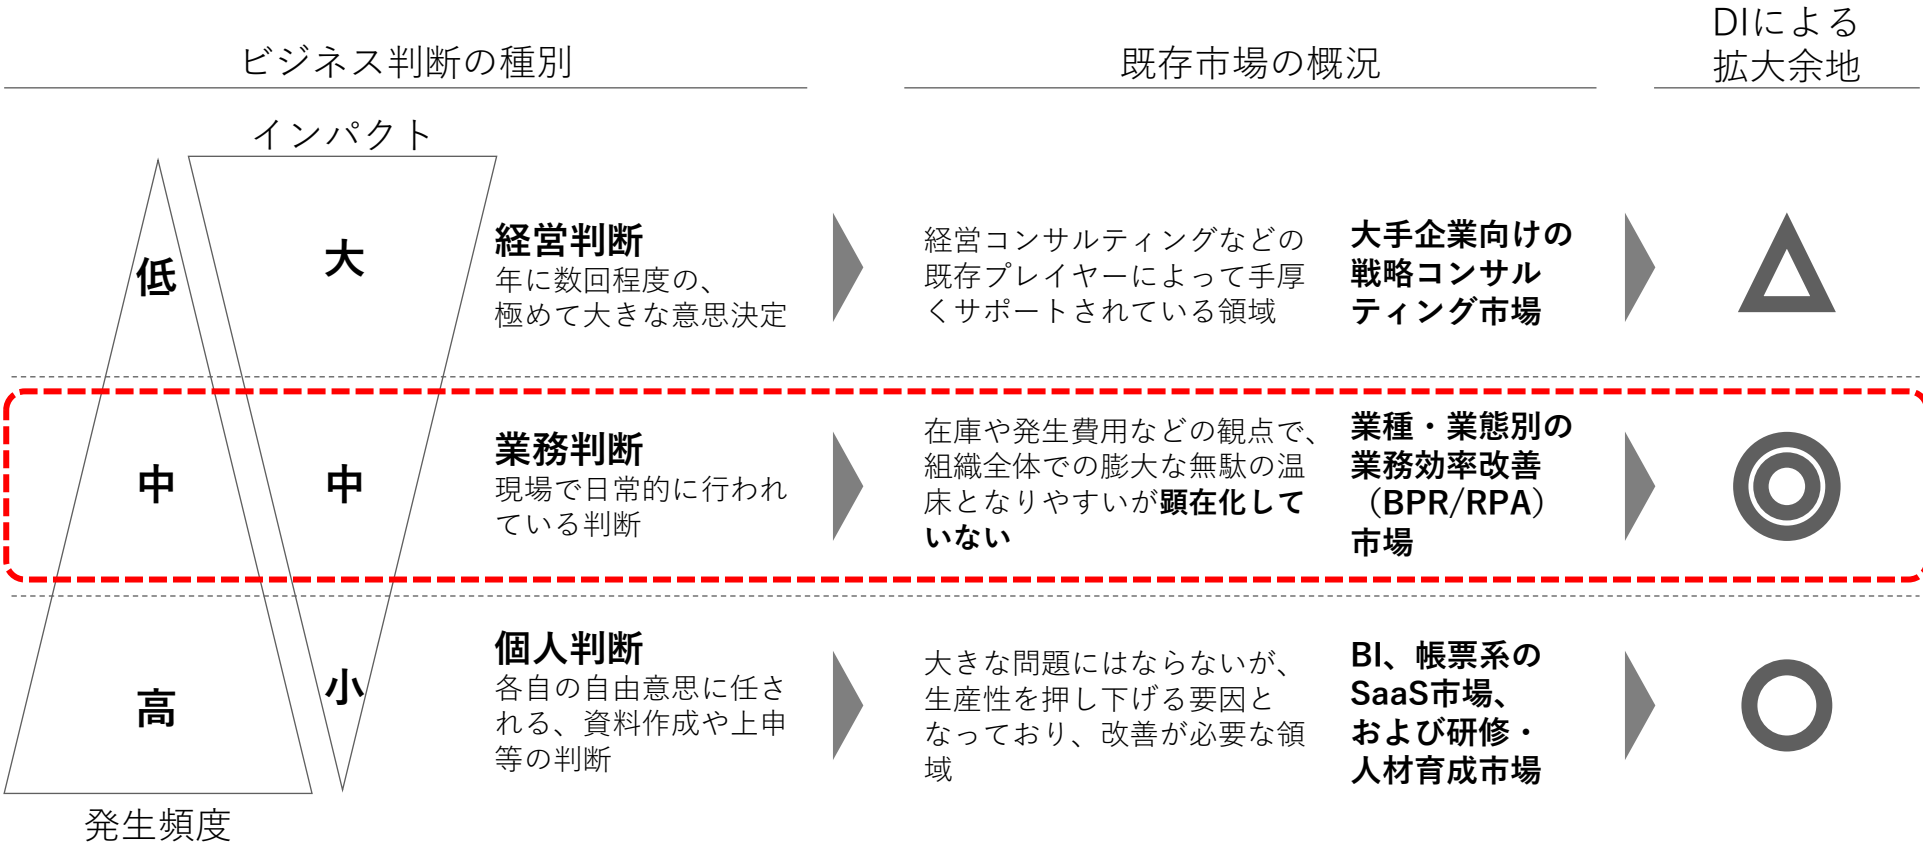 ビジネス判断の種別
既存市場の概況
DIによる
拡大余地
インパクト
低
大
経営判断
年に数回程度の、
極めて大きな意思決定
経営コンサルティングなどの
既存プレイヤーによって手厚
くサポートされている領域
大手企業向けの
戦略コンサル
ティング市場
中
中
業務判断
現場で日常的に行われ
ている判断
在庫や発生費用などの観点で、
組織全体での膨大な無駄の温
床となりやすいが顕在化して
いない
業種・業態別の
業務効率改善
（BPR/RPA）
市場
高
小
個人判断
各自の自由意思に任さ
れる、資料作成や上申
等の判断
大きな問題にはならないが、
生産性を押し下げる要因と
なっており、改善が必要な領
域
BI、帳票系の
SaaS市場、
および研修・
人材育成市場
発生頻度